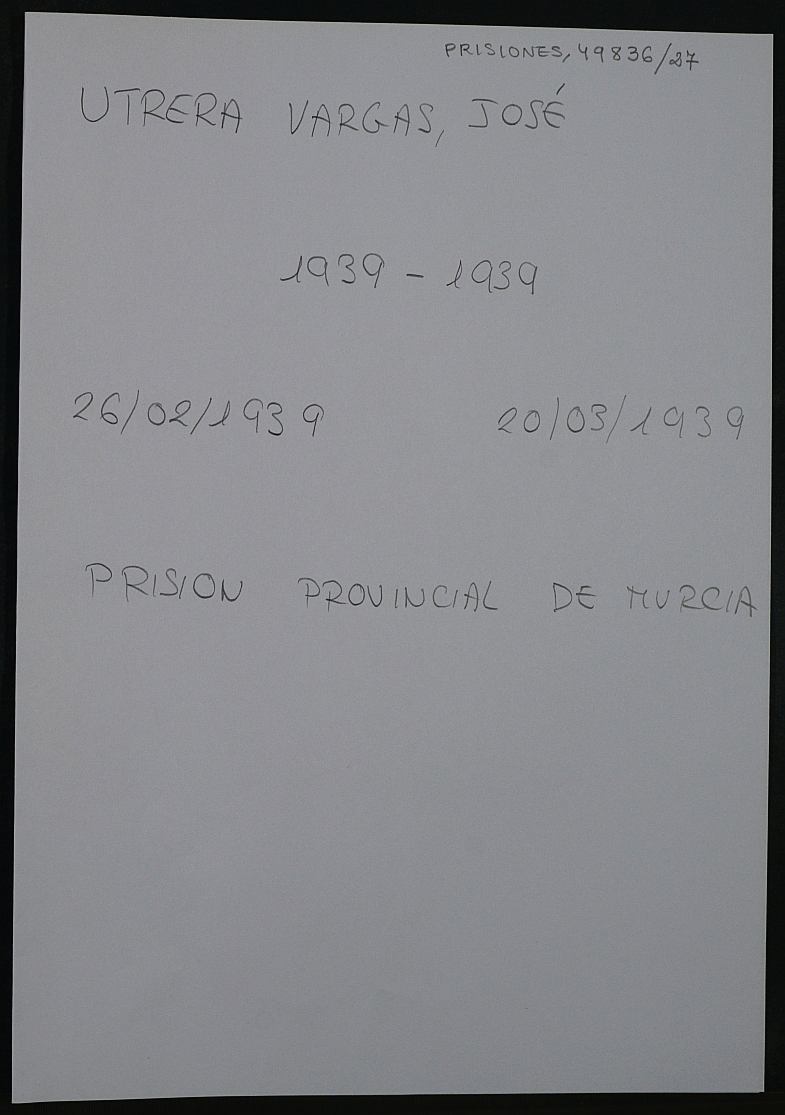 PRISIONES, 49836/27
UTRERA VARGAS, JOSÉ
1939 - 1939
26/02/1939 20/03/1939
PRISION PROVINCIAL DE MURCIA